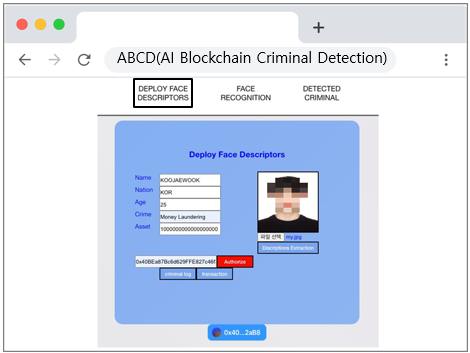 ABCD(AI Blockchain Criminal Detection)
DEPLOY FACE
DESCRIPTORS
FACE
RECOGNITION
DETECTED
CRIMINAL
Deploy Face Descriptors
Name KOOJAEWOOK
Nation KOR
Age 25
Crime Money Laundering
Asset 1000000000000000000
파일 선택 my.jpg
Discriptions Extraction
0x40BEa87Bc6d629FFE827c46f Authorize
criminal log transaction
0x40...2aB8